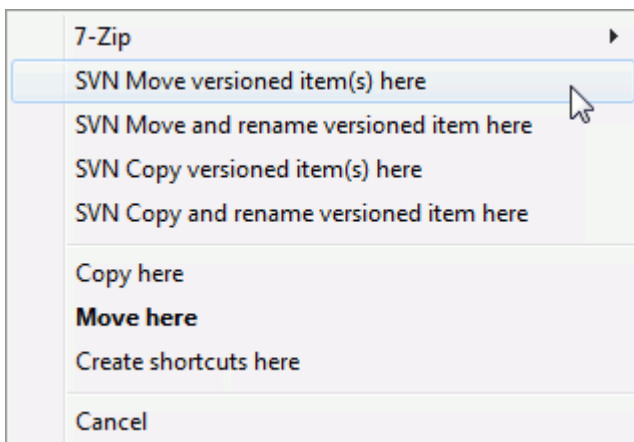 7-Zip
SVN Move versioned item(s) here
SVN Move and rename versioned item here
SVN Copy versioned item(s) here
SVN Copy and rename versioned item here
Copy here
Move here
Create shortcuts here
Cancel